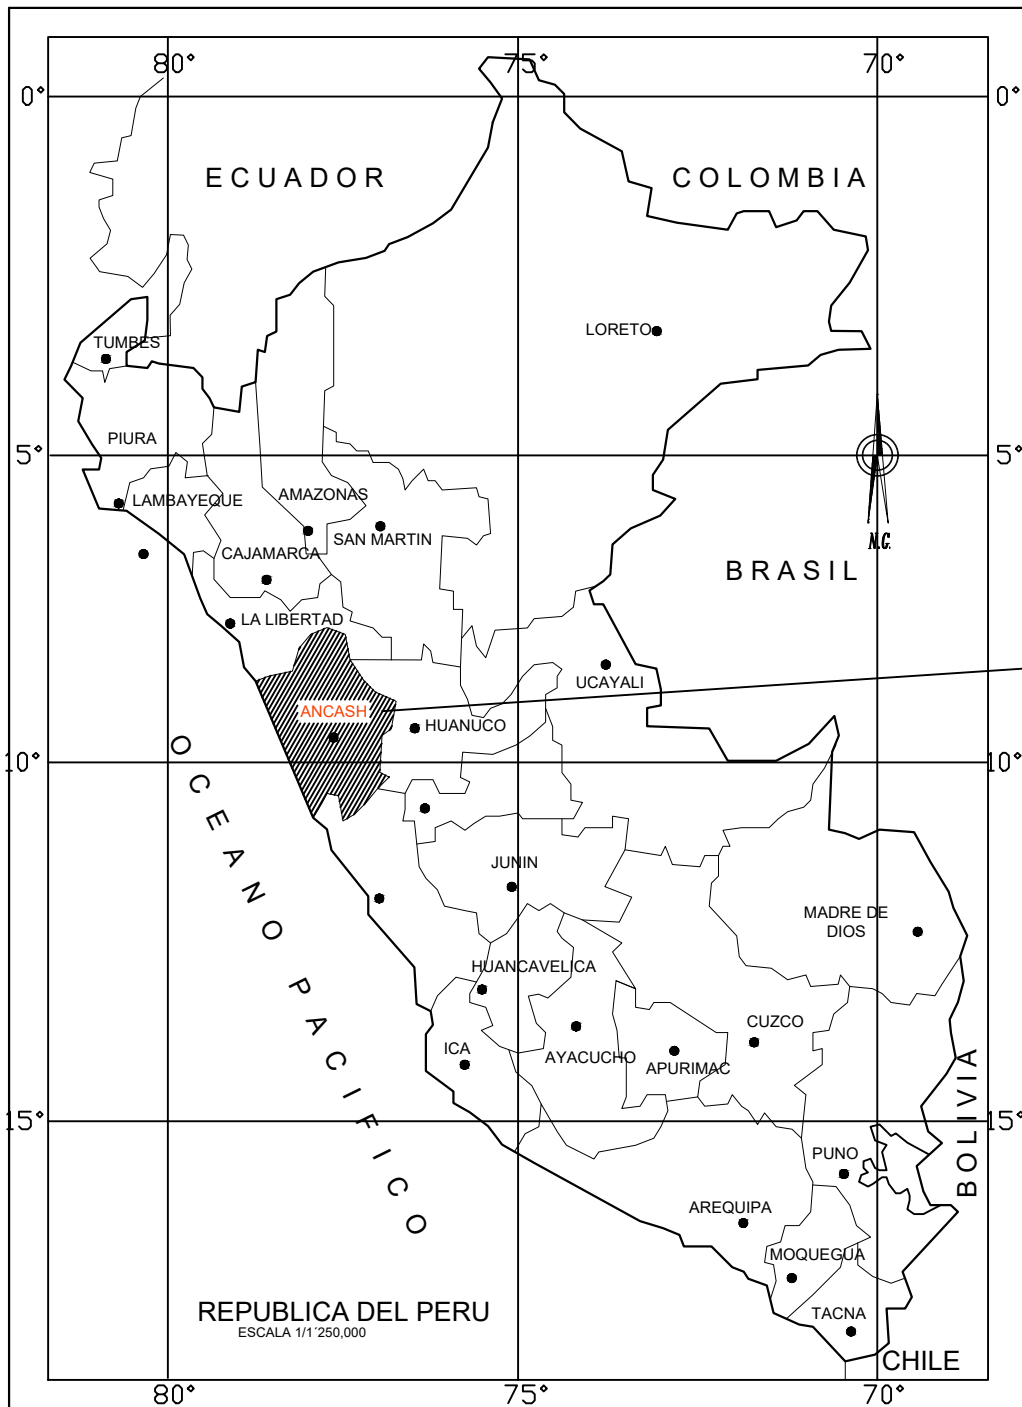 80° 75° 70°
0° 0°
ECUADOR
COLOMBIA
LORETO
TUMBES
PIURA
5° 5°
LAMBAYEQUE
AMAZONAS
SAN MARTIN
N.G.
CAJAMARCA
BRASIL
LA LIBERTAD
UCAYALI
ANCASH
HUANUCO
10° 10°
OCEANO PACIFICO
JUNIN
MADRE DE
DIOS
HUANCAVELICA
CUZCO
ICA
AYACUCHO
APURIMAC
BOLIVIA
15° 15°
PUNO
AREQUIPA
MOQUEGUA
TACNA
REPUBLICA DEL PERU
ESCALA 1/1´250,000
CHILE
80° 75° 70°